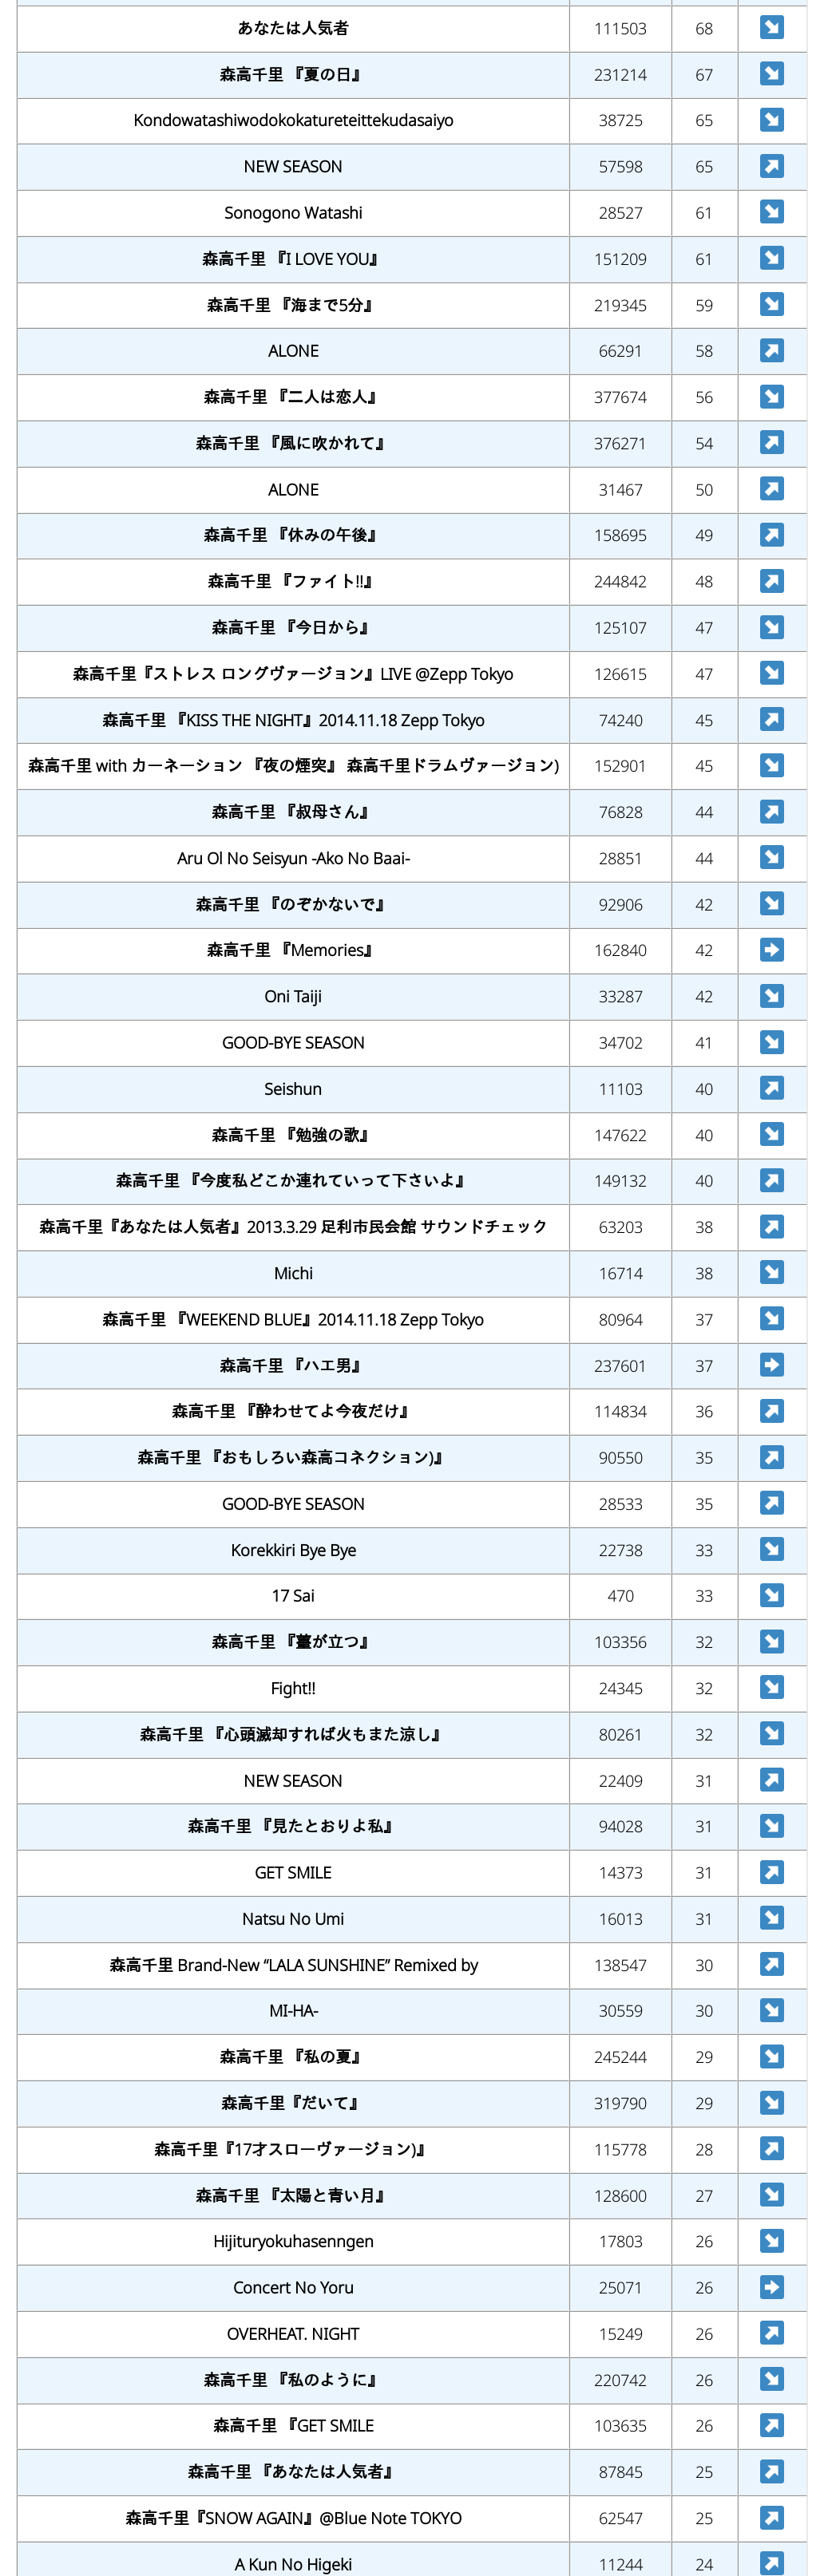 あなたは人気者 111503 68
森高千里 『夏の日』 231214 67
Kondowatashiwodokokatureteittekudasaiyo 38725 65
NEW SEASON 57598 65
Sonogono Watashi 28527 61
森高千里 『I LOVE YOU』 151209 61
森高千里 『海まで5分』 219345 59
ALONE 66291 58
森高千里 『二人は恋人』 377674 56
森高千里 『風に吹かれて』 376271 54
ALONE 31467 50
森高千里 『休みの午後』 158695 49
森高千里 『ファイト!!』 244842 48
森高千里 『今日から』 125107 47
森高千里『ストレス ロングヴァージョン』LIVE @Zepp Tokyo 126615 47
森高千里 『KISS THE NIGHT』2014.11.18 Zepp Tokyo 74240 45
森高千里 with カーネーション 『夜の煙突』 森高千里ドラムヴァージョン) 152901 45
森高千里 『叔母さん』 76828 44
Aru Ol No Seisyun -Ako No Baai- 28851 44
森高千里 『のぞかないで』 92906 42
森高千里 『Memories』 162840 42
Oni Taiji 33287 42
GOOD-BYE SEASON 34702 41
Seishun 11103 40
森高千里 『勉強の歌』 147622 40
森高千里 『今度私どこか連れていって下さいよ』 149132 40
森高千里『あなたは人気者』2013.3.29 足利市民会館 サウンドチェック 63203 38
Michi 16714 38
森高千里 『WEEKEND BLUE』2014.11.18 Zepp Tokyo 80964 37
森高千里 『ハエ男』 237601 37
森高千里 『酔わせてよ今夜だけ』 114834 36
森高千里 『おもしろい森高コネクション)』 90550 35
GOOD-BYE SEASON 28533 35
Korekkiri Bye Bye 22738 33
17 Sai 470 33
森高千里 『薹が立つ』 103356 32
Fight!! 24345 32
森高千里 『心頭滅却すれば火もまた涼し』 80261 32
NEW SEASON 22409 31
森高千里 『見たとおりよ私』 94028 31
GET SMILE 14373 31
Natsu No Umi 16013 31
森高千里 Brand-New “LALA SUNSHINE” Remixed by 138547 30
MI-HA- 30559 30
森高千里 『私の夏』 245244 29
森高千里『だいて』 319790 29
森高千里『17才スローヴァージョン)』 115778 28
森高千里 『太陽と青い月』 128600 27
Hijituryokuhasenngen 17803 26
Concert No Yoru 25071 26
OVERHEAT. NIGHT 15249 26
森高千里 『私のように』 220742 26
森高千里 『GET SMILE 103635 26
森高千里 『あなたは人気者』 87845 25
森高千里『SNOW AGAIN』@Blue Note TOKYO 62547 25
A Kun No Higeki 11244 24